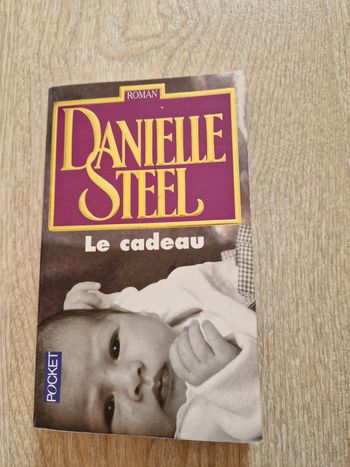 ROMAN
DANIELLE
STEEL
Le cadeau
POCKET